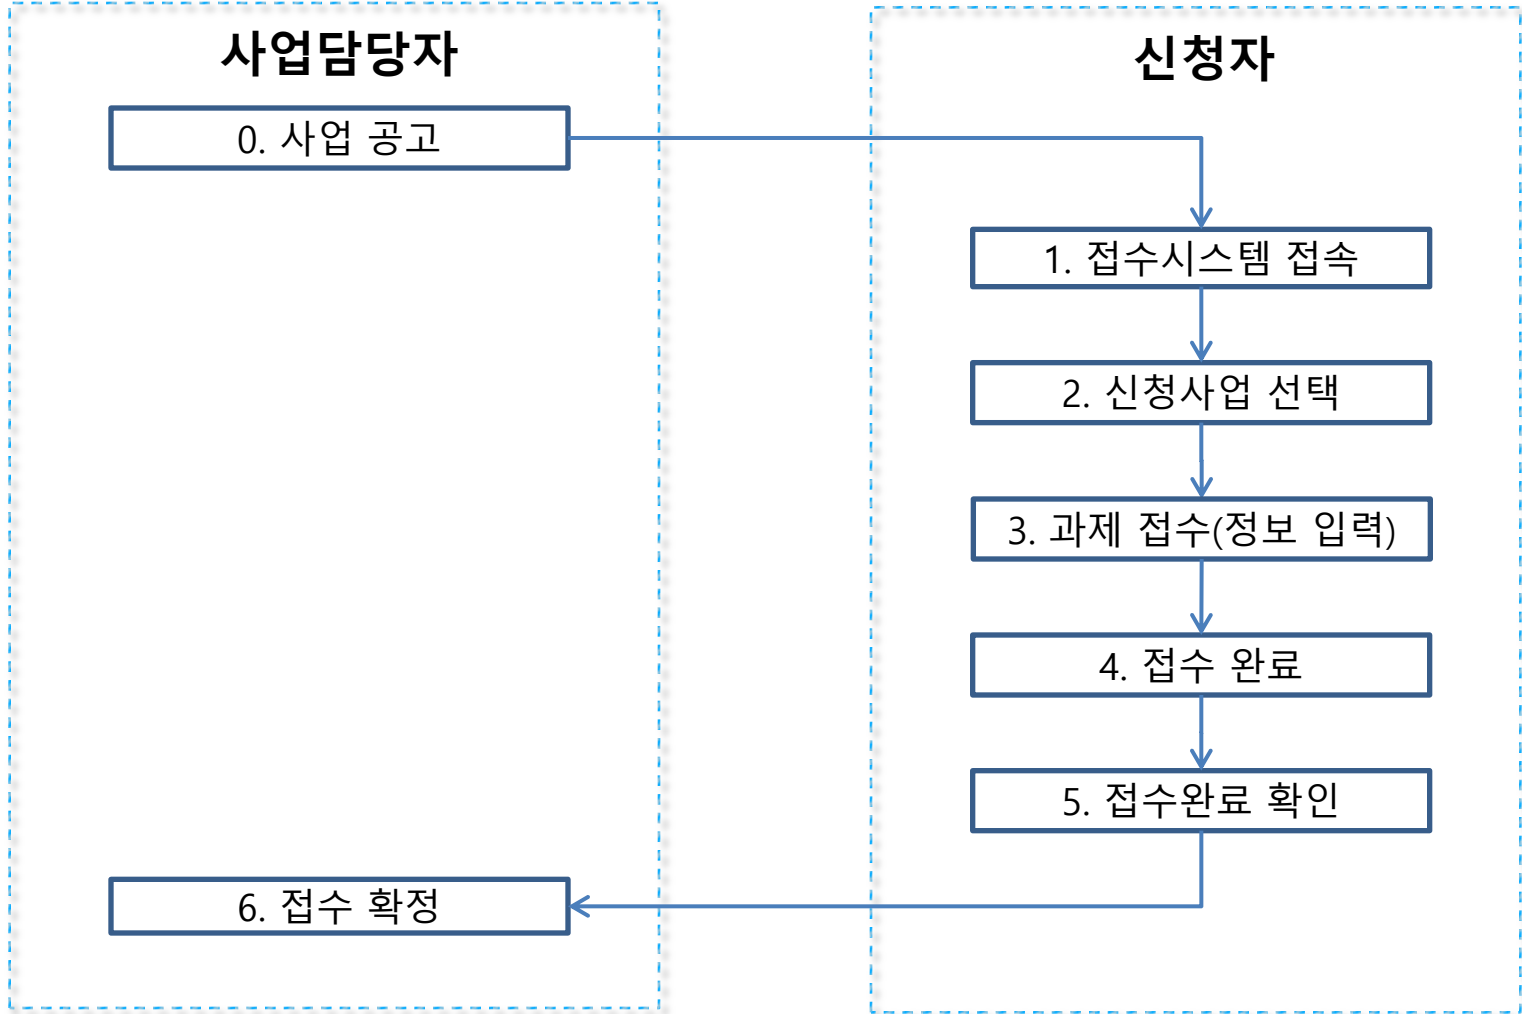 사업담당자
신청자
0. 사업 공고
1. 접수시스템 접속
2. 신청사업 선택
3. 과제 접수(정보 입력)
4. 접수 완료
5. 접수완료 확인
6. 접수 확정